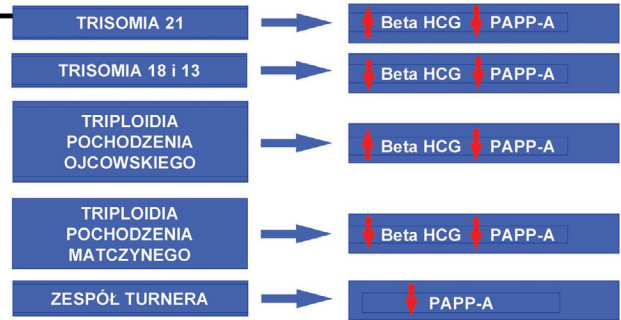 TRISOMIA 21
Beta HCG PAPP-A
TRISOMIA 18 i 13
Beta HCG PAPP-A
TRIPLOIDIA
POCHODZENIA
OJCOWSKIEGO
Beta HCG PAPP-A
TRIPLOIDIA
POCHODZENIA
MATCZYNEGO
Beta HCG PAPP-A
ZESPÓŁ TURNERA
PAPP-A